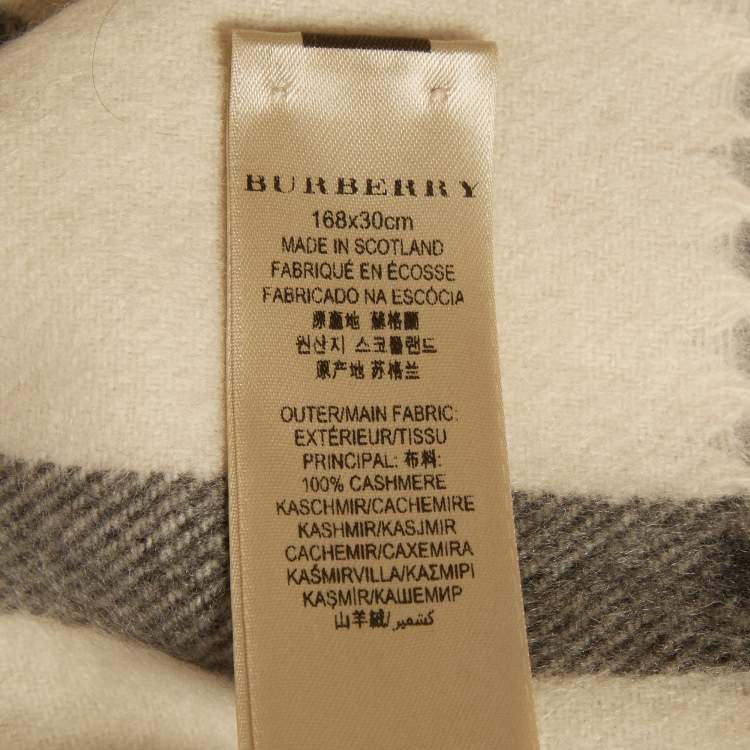 BURBERRY
168x30cm
MADE IN SCOTLAND
FABRIQUÉ EN ÉCOSSE
FABRICADO NA ESCÓCIA
原產地 蘇格蘭
원산지 스코틀랜드
原产地 苏格兰
OUTER/MAIN FABRIC:
EXTÉRIEUR/TISSU
PRINCIPAL: 布料:
100% CASHMERE
KASCHMIR/CACHEMIRE
KASHMIR/KASJMIR
CACHEMIR/CAXEMIRA
KAŚMIRVILLA/ΚΑΣΜΙΡΙ
KAŞMİR/КАШЕМИР
山羊絨/كشمير